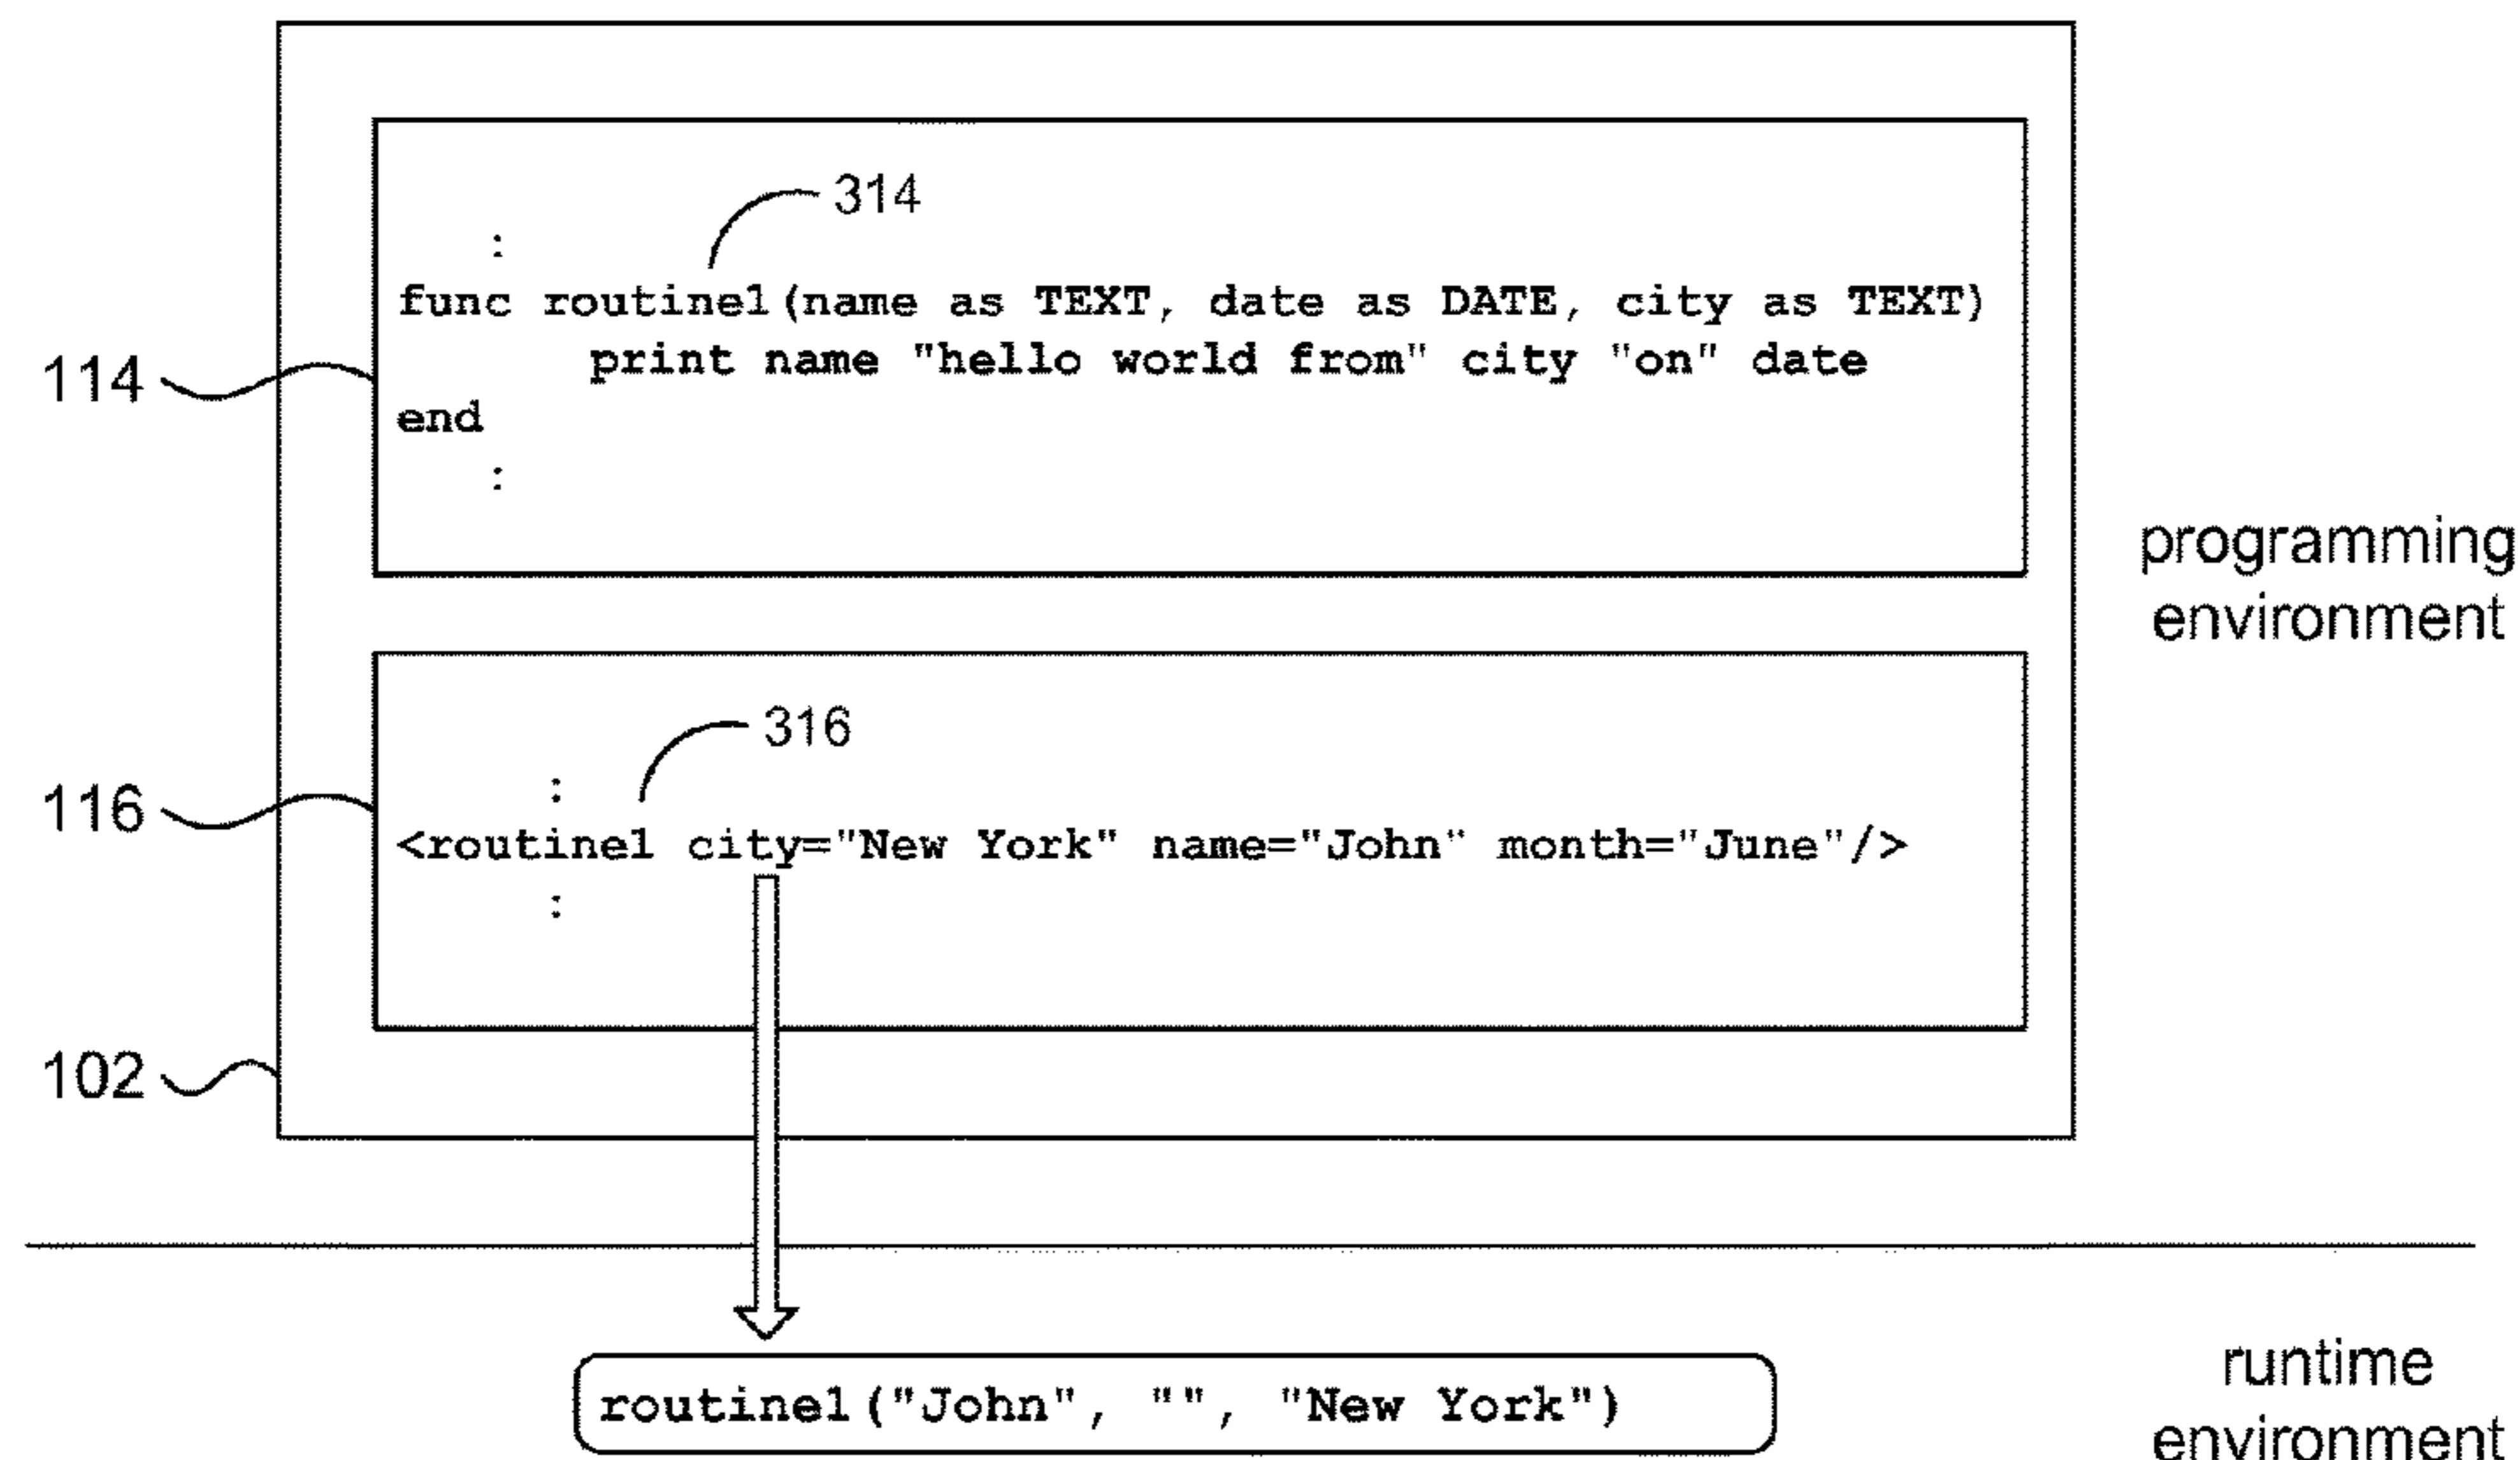 314
:
func routine1(name as TEXT, date as DATE, city as TEXT)
print name "hello world from" city "on" date
114
end
:
programming
environment
316
:
116
<routine1 city="New York" name="John" month="June"/>
:
102
runtime
environment
routine1("John", "", "New York")